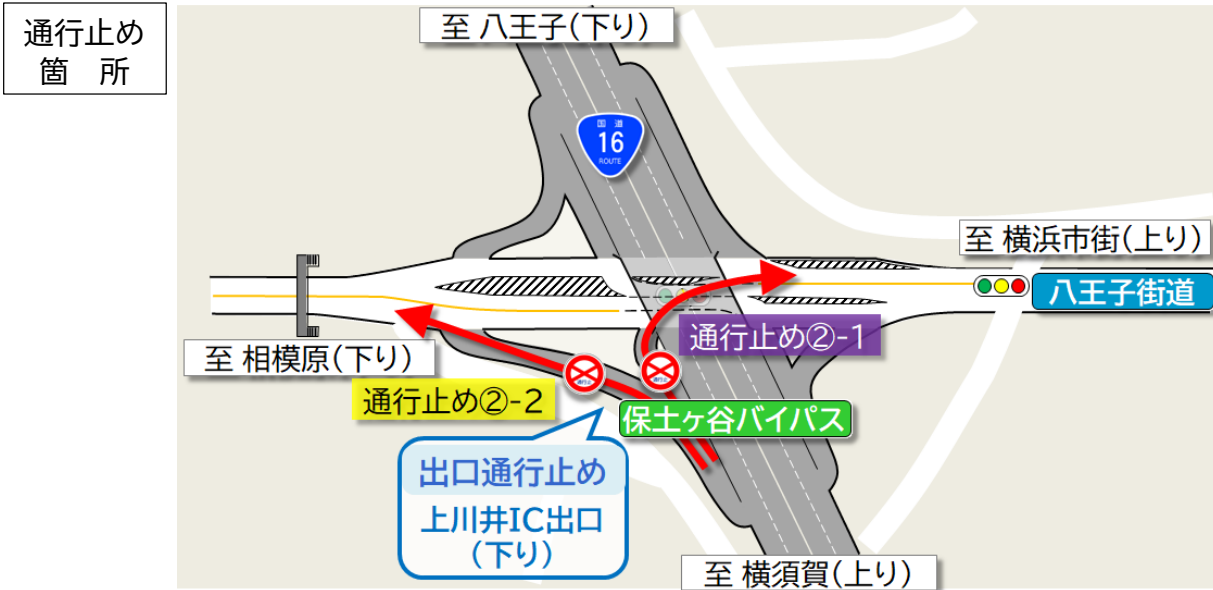 通行止め
箇　所
至 八王子(下り)
国道
16
ROUTE
至 横浜市街(上り)
八王子街道
通行止め②-1
至 相模原(下り)
通行止め②-2
保土ヶ谷バイパス
出口通行止め
上川井IC出口
(下り)
至 横須賀(上り)